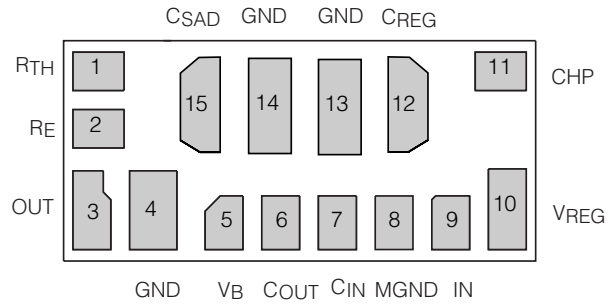 CSAD GND GND CREG
RTH 1 11 CHP
15 14 13 12
RE 2
OUT 3 4 5 6 7 8 9 10 VREG
GND VB COUT CIN MGND IN